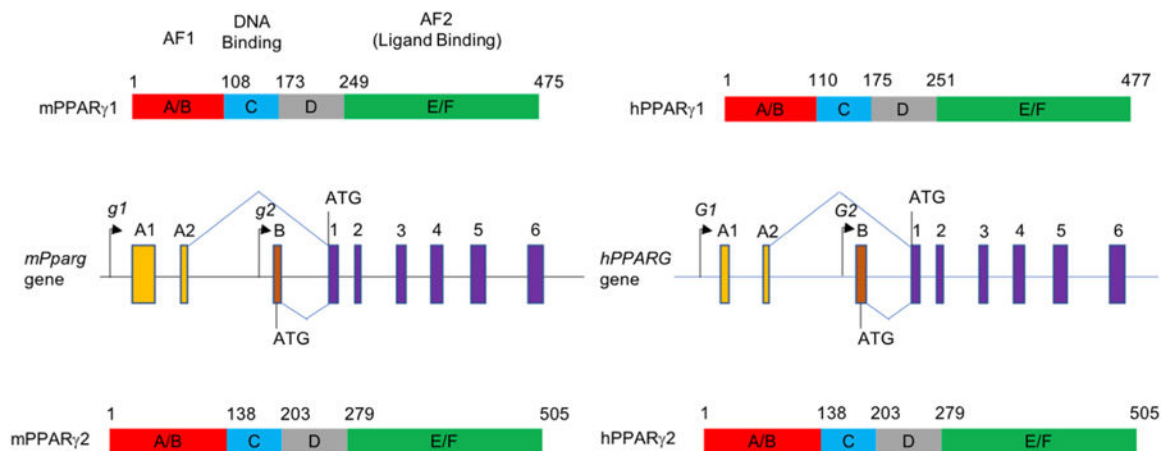 AF1
DNA
Binding
AF2
(Ligand Binding)
1 108 173 249 475
mPPARγ1 A/B C D E/F
1 110 175 251 477
hPPARγ1 A/B C D E/F
ATG
g1 A1 A2 g2 B 1 2 3 4 5 6
mPparg
gene
ATG
ATG
G1 A1 A2 G2 B 1 2 3 4 5 6
hPPARG
gene
ATG
1 138 203 279 505
mPPARγ2 A/B C D E/F
1 138 203 279 505
hPPARγ2 A/B C D E/F